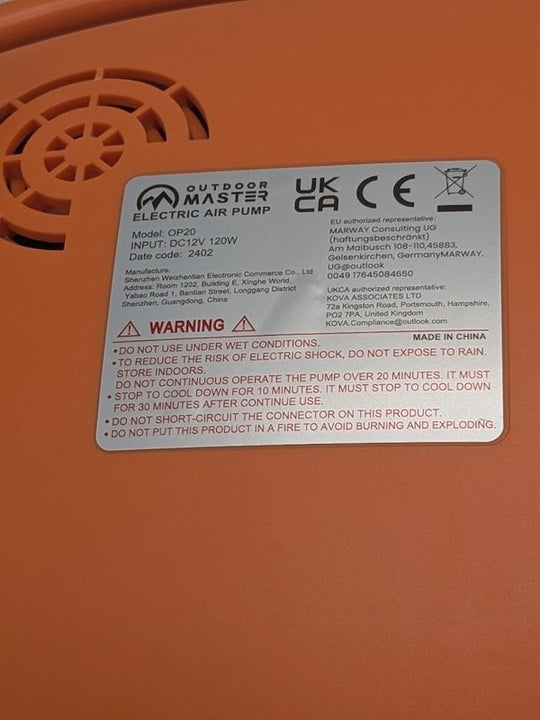 OUTDOOR
MASTER
ELECTRIC AIR PUMP
Model: OP20
INPUT: DC12V 120W
Date code: 2402
Manufacture:
Shenzhen Weizhentian Electronic Commerce Co., Ltd
Address: Room 1202, Building E, Xinghe World,
Yabao Road 1, Bantian Street, Longgang District
Shenzhen, Guangdong, China
UK
CA
CE
EU authorized representative:
MARWAY Consulting UG
(haftungsbeschränkt)
Am Maibusch 108-110,45883,
Gelsenkirchen, GermanyMARWAY.
UG@outlook
0049 17645084650
UKCA authorized representative:
KOVA ASSOCIATES LTD
72a Kingston Road, Portsmouth, Hampshire,
PO2 7PA, United Kingdom
KOVA.Compliance@outlook.com
WARNING
MADE IN CHINA
• DO NOT USE UNDER WET CONDITIONS.
• TO REDUCE THE RISK OF ELECTRIC SHOCK, DO NOT EXPOSE TO RAIN.
STORE INDOORS.
DO NOT CONTINUOUS OPERATE THE PUMP OVER 20 MINUTES. IT MUST
• STOP TO COOL DOWN FOR 10 MINUTES. IT MUST STOP TO COOL DOWN
FOR 30 MINUTES AFTER CONTINUE USE.
• DO NOT SHORT-CIRCUIT THE CONNECTOR ON THIS PRODUCT.
• DO NOT PUT THIS PRODUCT IN A FIRE TO AVOID BURNING AND EXPLODING.